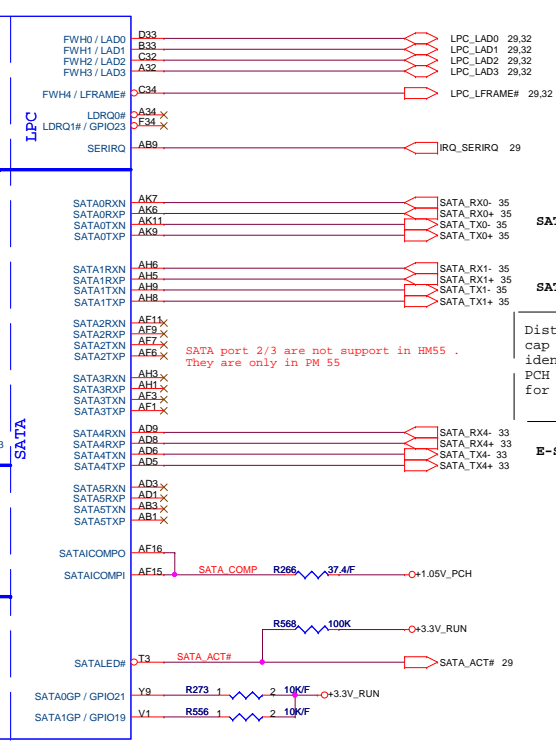 FWH0 / LAD0 D33 LPC_LAD0 29,32
FWH1 / LAD1 B33 LPC_LAD1 29,32
FWH2 / LAD2 C32 LPC_LAD2 29,32
FWH3 / LAD3 A32 LPC_LAD3 29,32
FWH4 / LFRAME# C34 LPC_LFRAME# 29,32
LPC
LDRQ0# A34
LDRQ1# / GPIO23 F34
SERIRQ AB9 IRQ_SERIRQ 29
SATA0RXN AK7 SATA_RX0- 35
SATA0RXP AK6 SATA_RX0+ 35
SATA0TXN AK11 SATA_TX0- 35
SATA0TXP AK9 SATA_TX0+ 35
SAT
SATA1RXN AH6 SATA_RX1- 35
SATA1RXP AH5 SATA_RX1+ 35
SATA1TXN AH9 SATA_TX1- 35
SATA1TXP AH8 SATA_TX1+ 35
SAT
SATA2RXN AF11
SATA2RXP AF9
SATA2TXN AF7
SATA2TXP AF6
SATA port 2/3 are not support in HM55 .
They are only in PM 55
Dist
cap
iden
PCH
for
SATA3RXN AH3
SATA3RXP AH1
SATA3TXN AF3
SATA3TXP AF1
SATA
3
SATA4RXN AD9 SATA_RX4- 33
SATA4RXP AD8 SATA_RX4+ 33
SATA4TXN AD6 SATA_TX4- 33
SATA4TXP AD5 SATA_TX4+ 33
E-S
SATA5RXN AD3
SATA5RXP AD1
SATA5TXN AB3
SATA5TXP AB1
SATAICOMPO AF16
SATAICOMPI AF15 SATA_COMP R266 37.4/F +1.05V_PCH
R568 100K +3.3V_RUN
SATALED# T3 SATA_ACT# SATA_ACT# 29
SATA0GP / GPIO21 Y9 R273 1 2 10K/F +3.3V_RUN
SATA1GP / GPIO19 V1 R556 1 2 10K/F